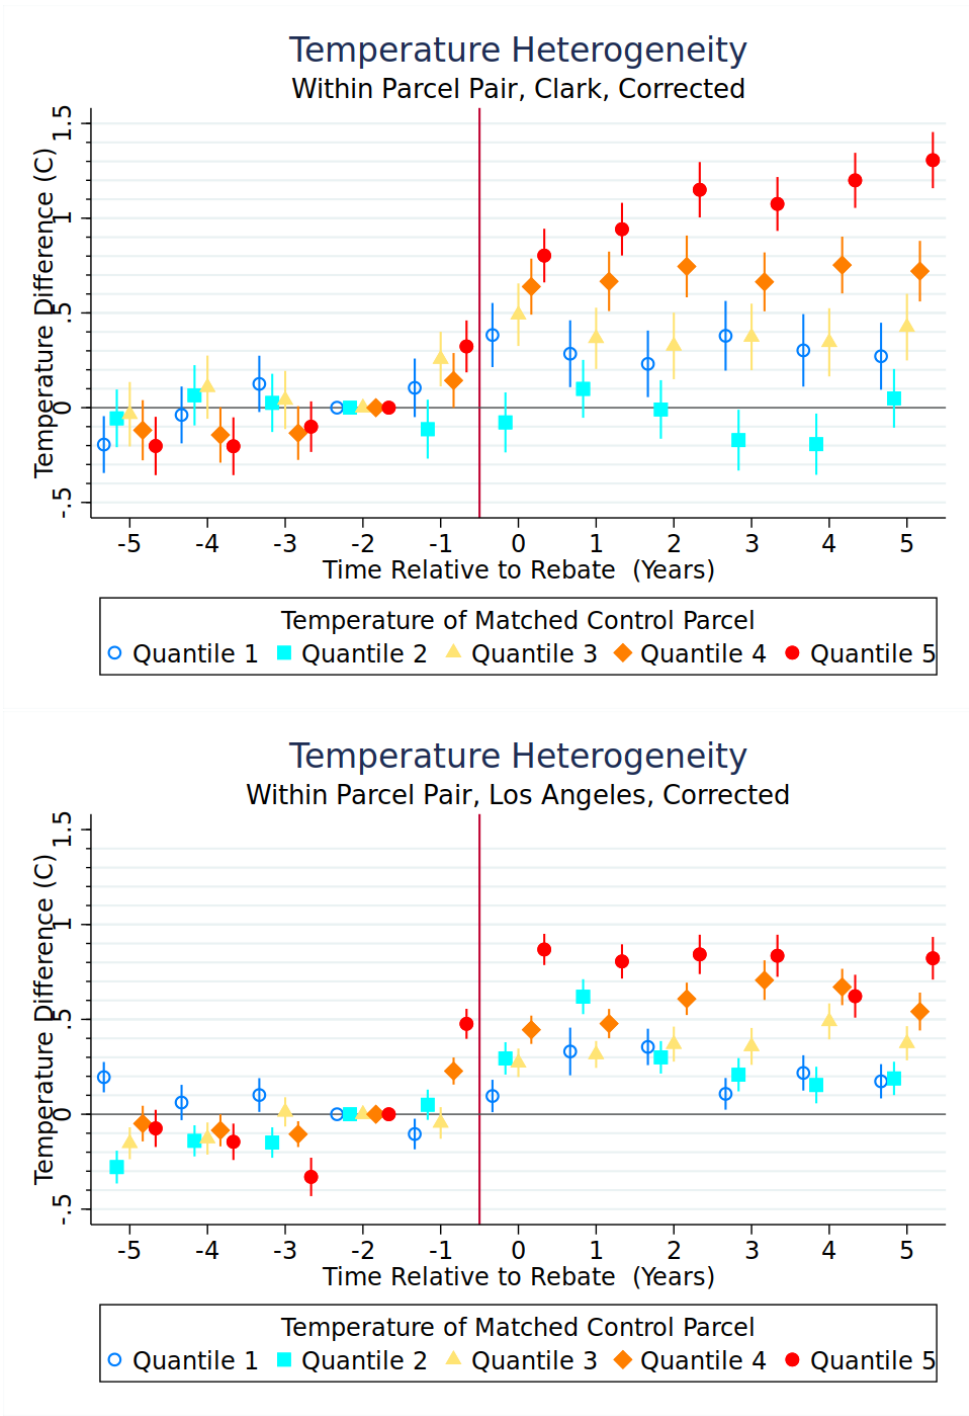 Temperature Heterogeneity
Within Parcel Pair, Clark, Corrected
Temperature Difference (C)
1.5
1
.5
0
-.5
-5 -4 -3 -2 -1 0 1 2 3 4 5
Time Relative to Rebate (Years)
Temperature of Matched Control Parcel
Quantile 1 Quantile 2 Quantile 3 Quantile 4 Quantile 5
Temperature Heterogeneity
Within Parcel Pair, Los Angeles, Corrected
Temperature Difference (C)
1.5
1
.5
0
-.5
-5 -4 -3 -2 -1 0 1 2 3 4 5
Time Relative to Rebate (Years)
Temperature of Matched Control Parcel
Quantile 1 Quantile 2 Quantile 3 Quantile 4 Quantile 5